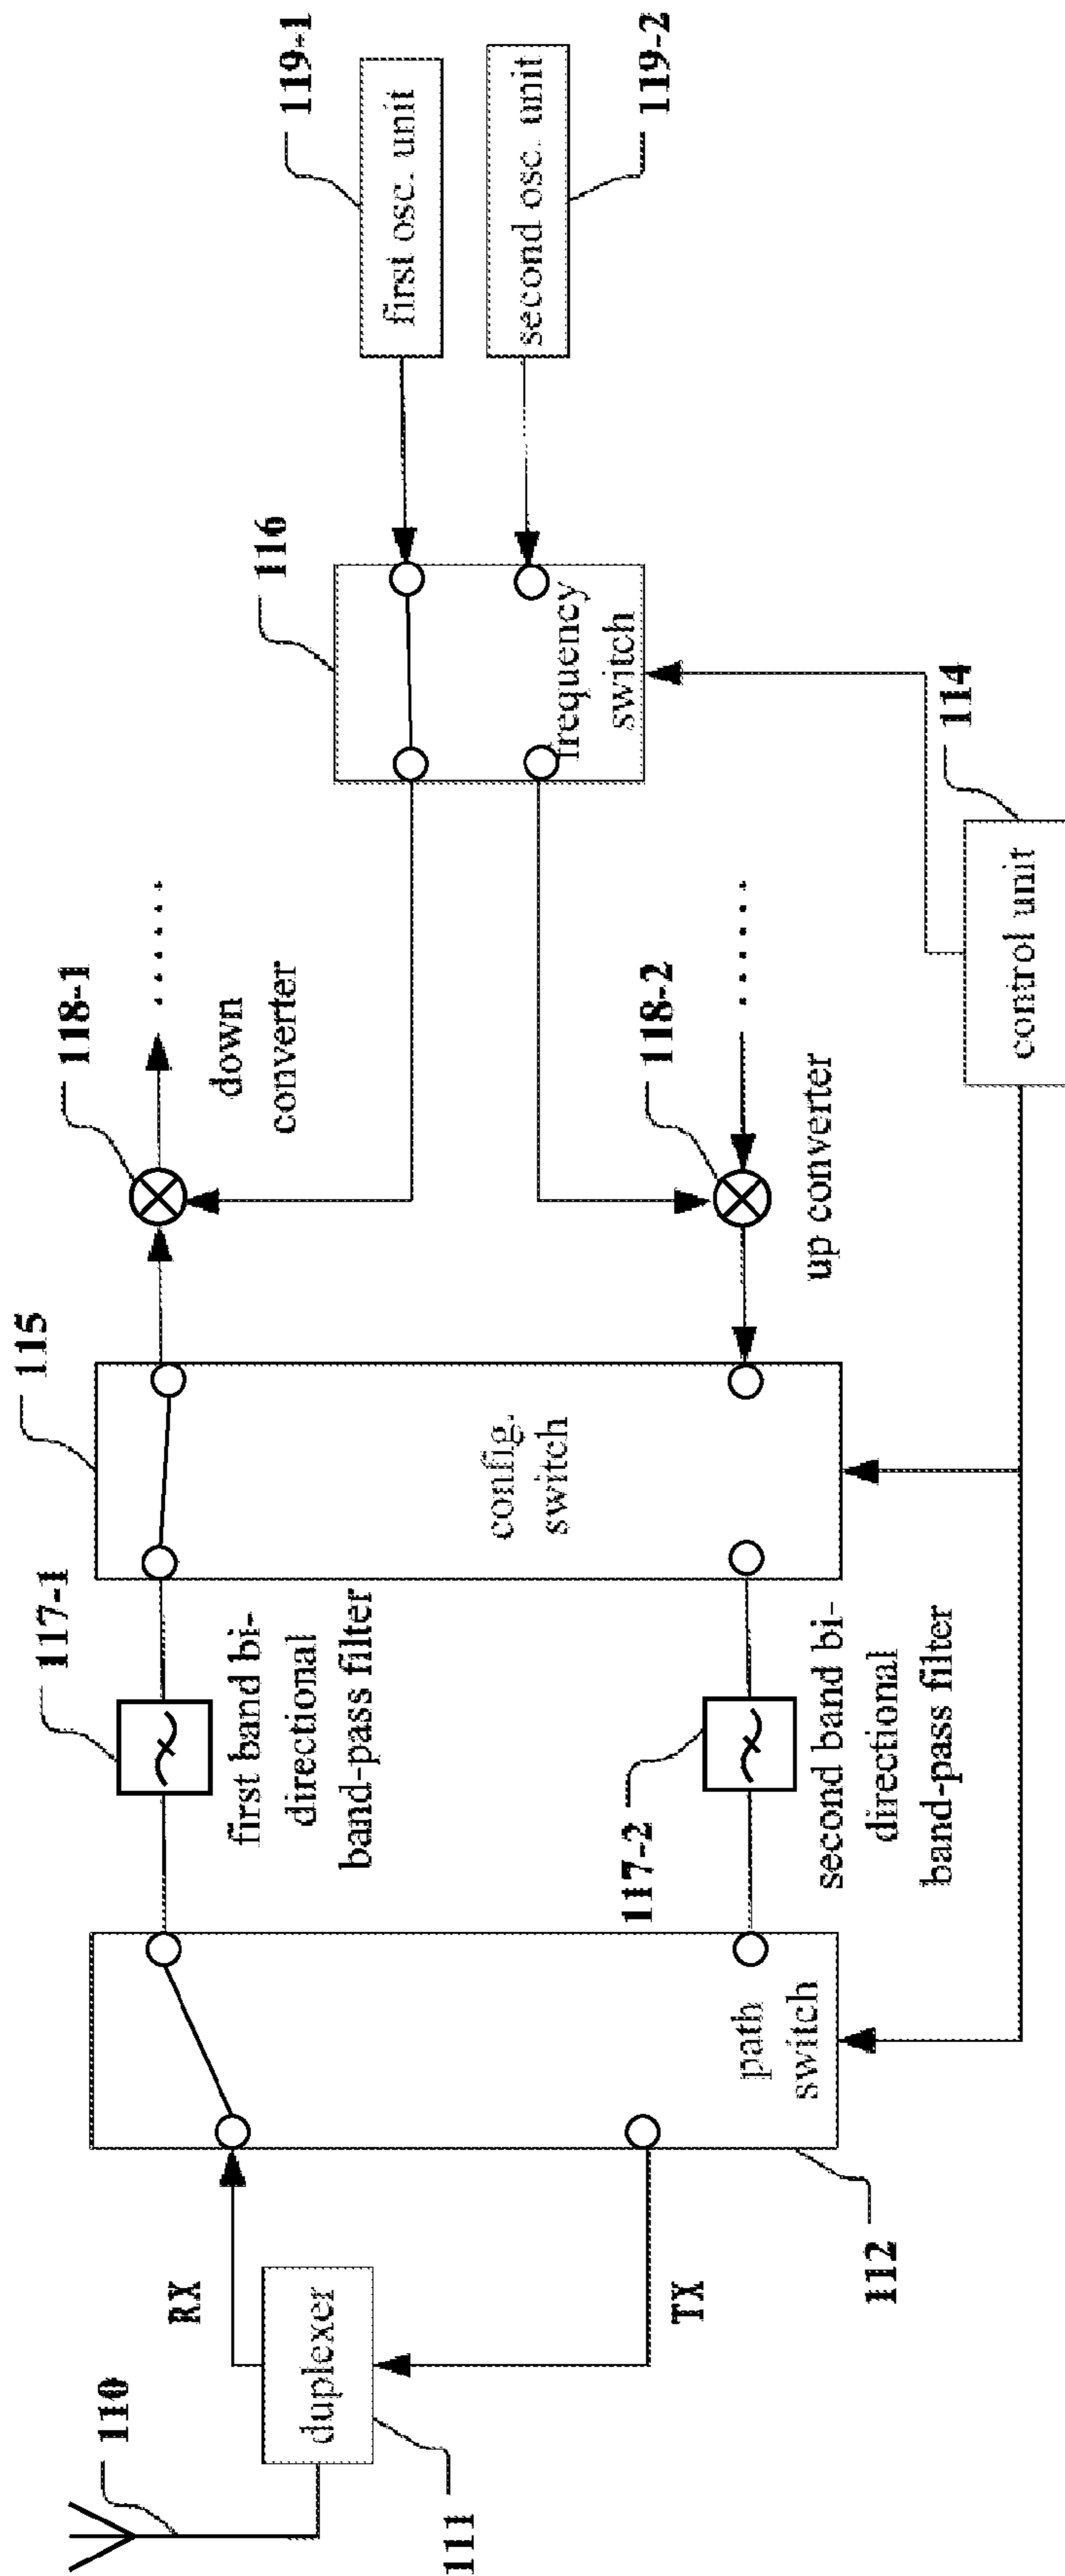 110
111
duplexer
RX
TX
112
path
switch
117-1
first band bi-
directional
band-pass filter
117-2
second band bi-
directional
band-pass filter
115
config.
switch
118-1
down
converter
118-2
up converter
116
frequency
switch
114
control unit
119-1
first osc. unit
second osc. unit
119-2